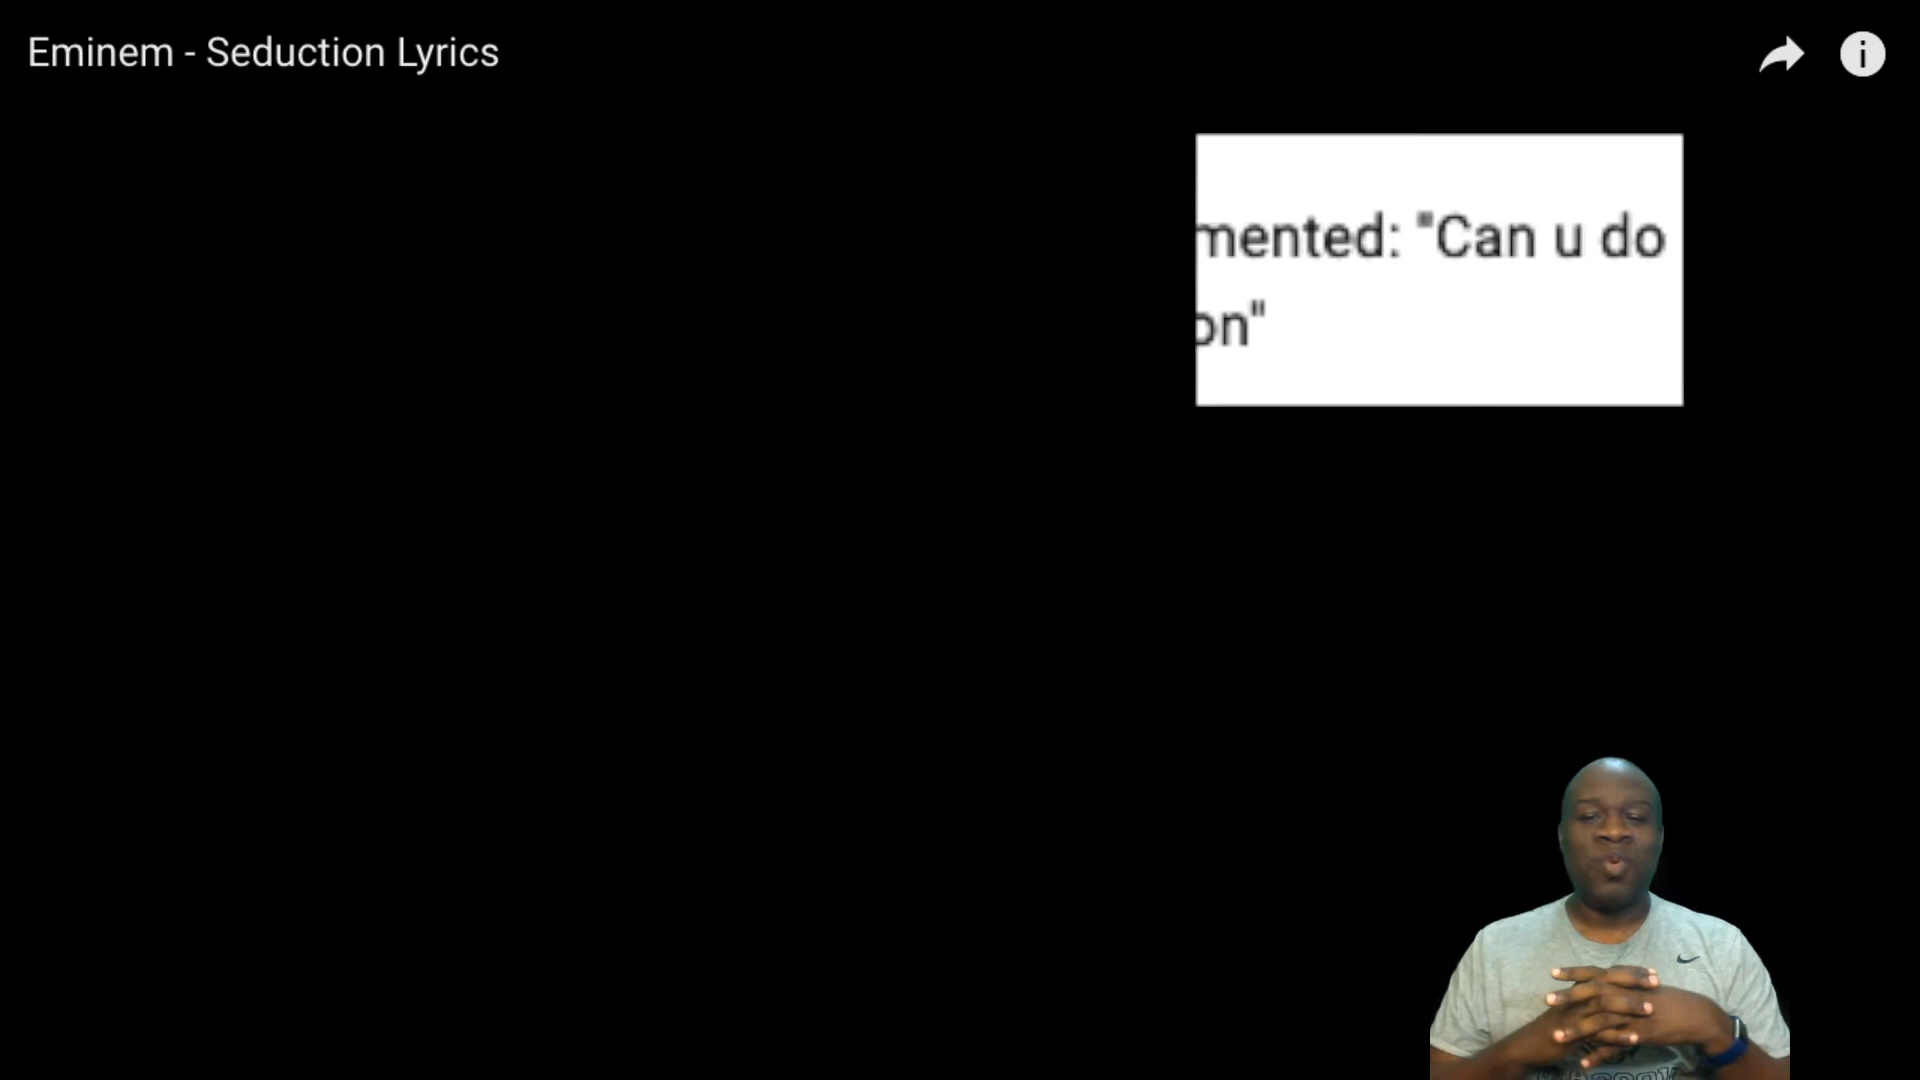 Eminem - Seduction Lyrics
mented: "Can u do
on"